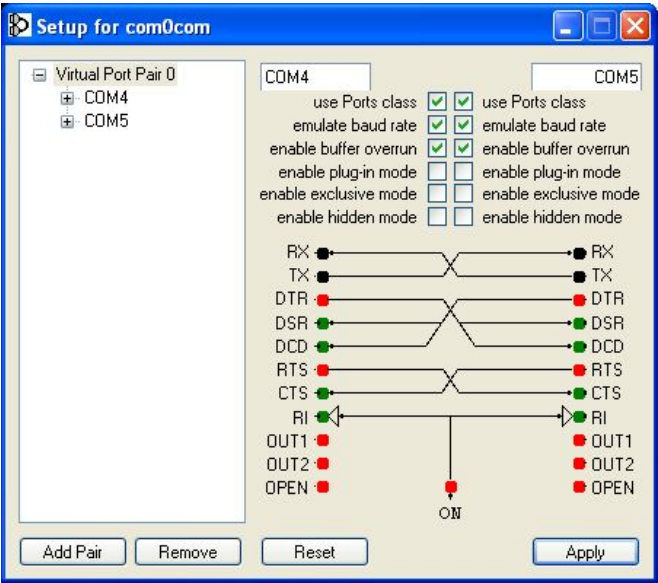 Setup for com0com
Virtual Port Pair 0
COM4
COM5
COM4 COM5
use Ports class use Ports class
emulate baud rate emulate baud rate
enable buffer overrun enable buffer overrun
enable plug-in mode enable plug-in mode
enable exclusive mode enable exclusive mode
enable hidden mode enable hidden mode
RX RX
TX TX
DTR DTR
DSR DSR
DCD DCD
RTS RTS
CTS CTS
RI RI
OUT1 OUT1
OUT2 OUT2
OPEN OPEN
ON
Add Pair Remove Reset Apply